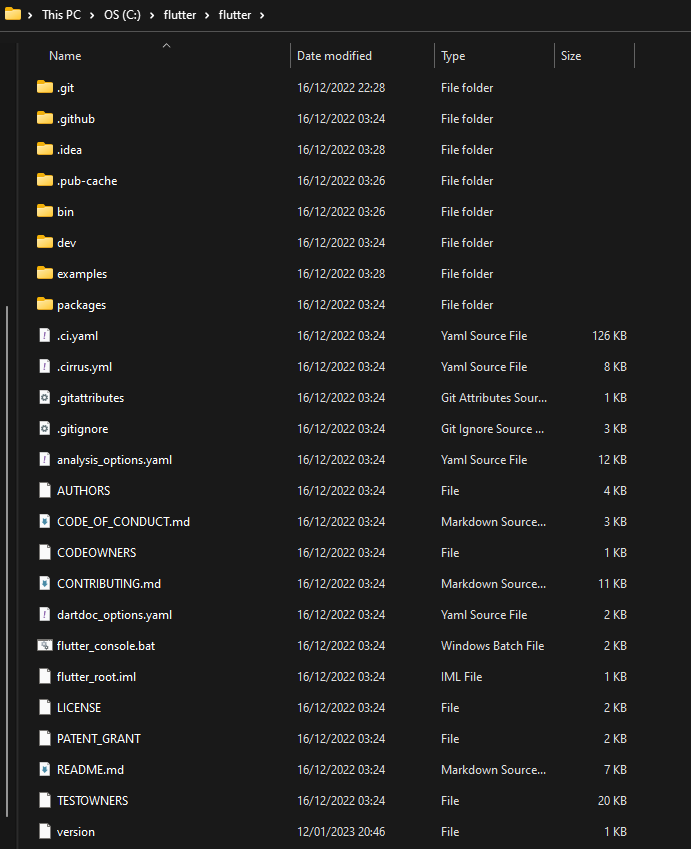 This PC OS (C:) flutter flutter
Name Date modified Type Size
.git 16/12/2022 22:28 File folder
.github 16/12/2022 03:24 File folder
.idea 16/12/2022 03:28 File folder
.pub-cache 16/12/2022 03:26 File folder
bin 16/12/2022 03:26 File folder
dev 16/12/2022 03:24 File folder
examples 16/12/2022 03:28 File folder
packages 16/12/2022 03:24 File folder
.ci.yaml 16/12/2022 03:24 Yaml Source File 126 KB
.cirrus.yml 16/12/2022 03:24 Yaml Source File 8 KB
.gitattributes 16/12/2022 03:24 Git Attributes Sour... 1 KB
.gitignore 16/12/2022 03:24 Git Ignore Source ... 3 KB
analysis_options.yaml 16/12/2022 03:24 Yaml Source File 12 KB
AUTHORS 16/12/2022 03:24 File 4 KB
CODE_OF_CONDUCT.md 16/12/2022 03:24 Markdown Source... 3 KB
CODEOWNERS 16/12/2022 03:24 File 1 KB
CONTRIBUTING.md 16/12/2022 03:24 Markdown Source... 11 KB
dartdoc_options.yaml 16/12/2022 03:24 Yaml Source File 2 KB
flutter_console.bat 16/12/2022 03:24 Windows Batch File 2 KB
flutter_root.iml 16/12/2022 03:24 IML File 1 KB
LICENSE 16/12/2022 03:24 File 2 KB
PATENT_GRANT 16/12/2022 03:24 File 2 KB
README.md 16/12/2022 03:24 Markdown Source... 7 KB
TESTOWNERS 16/12/2022 03:24 File 20 KB
version 12/01/2023 20:46 File 1 KB